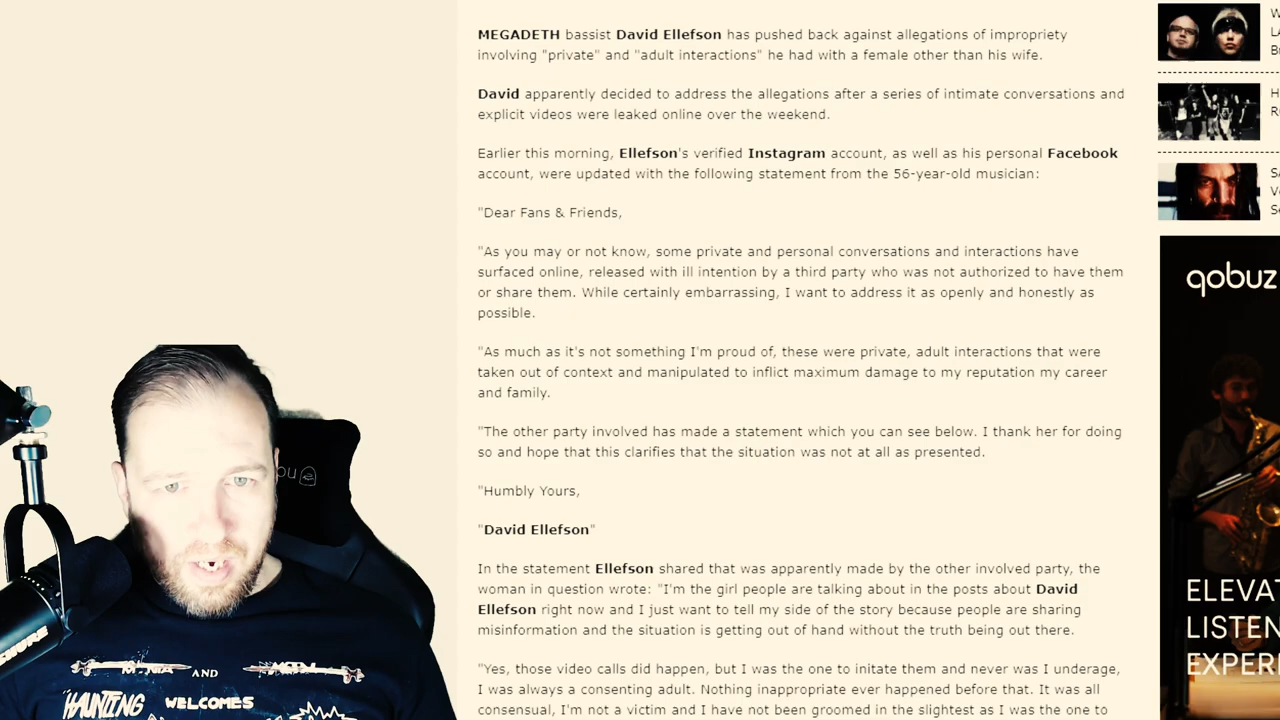 MEGADETH bassist David Ellefson has pushed back against allegations of impropriety
involving "private" and "adult interactions" he had with a female other than his wife.
David apparently decided to address the allegations after a series of intimate conversations and
explicit videos were leaked online over the weekend.
Earlier this morning, Ellefson's verified Instagram account, as well as his personal Facebook
account, were updated with the following statement from the 56-year-old musician:
"Dear Fans & Friends,
"As you may or not know, some private and personal conversations and interactions have
surfaced online, released with ill intention by a third party who was not authorized to have them
or share them. While certainly embarrassing, I want to address it as openly and honestly as
possible.
"As much as it's not something I'm proud of, these were private, adult interactions that were
taken out of context and manipulated to inflict maximum damage to my reputation my career
and family.
"The other party involved has made a statement which you can see below. I thank her for doing
so and hope that this clarifies that the situation was not at all as presented.
"Humbly Yours,
"David Ellefson"
In the statement Ellefson shared that was apparently made by the other involved party, the
woman in question wrote: "I'm the girl people are talking about in the posts about David
Ellefson right now and I just want to tell my side of the story because people are sharing
misinformation and the situation is getting out of hand without the truth being out there.
"Yes, those video calls did happen, but I was the one to initate them and never was I underage,
I was always a consenting adult. Nothing inappropriate ever happened before that. It was all
consensual, I'm not a victim and I have not been groomed in the slightest as I was the one to
qobuz
ELEVAT
LISTEN
EXPERI
SHURE
AND
HAUNTING WELCOMES